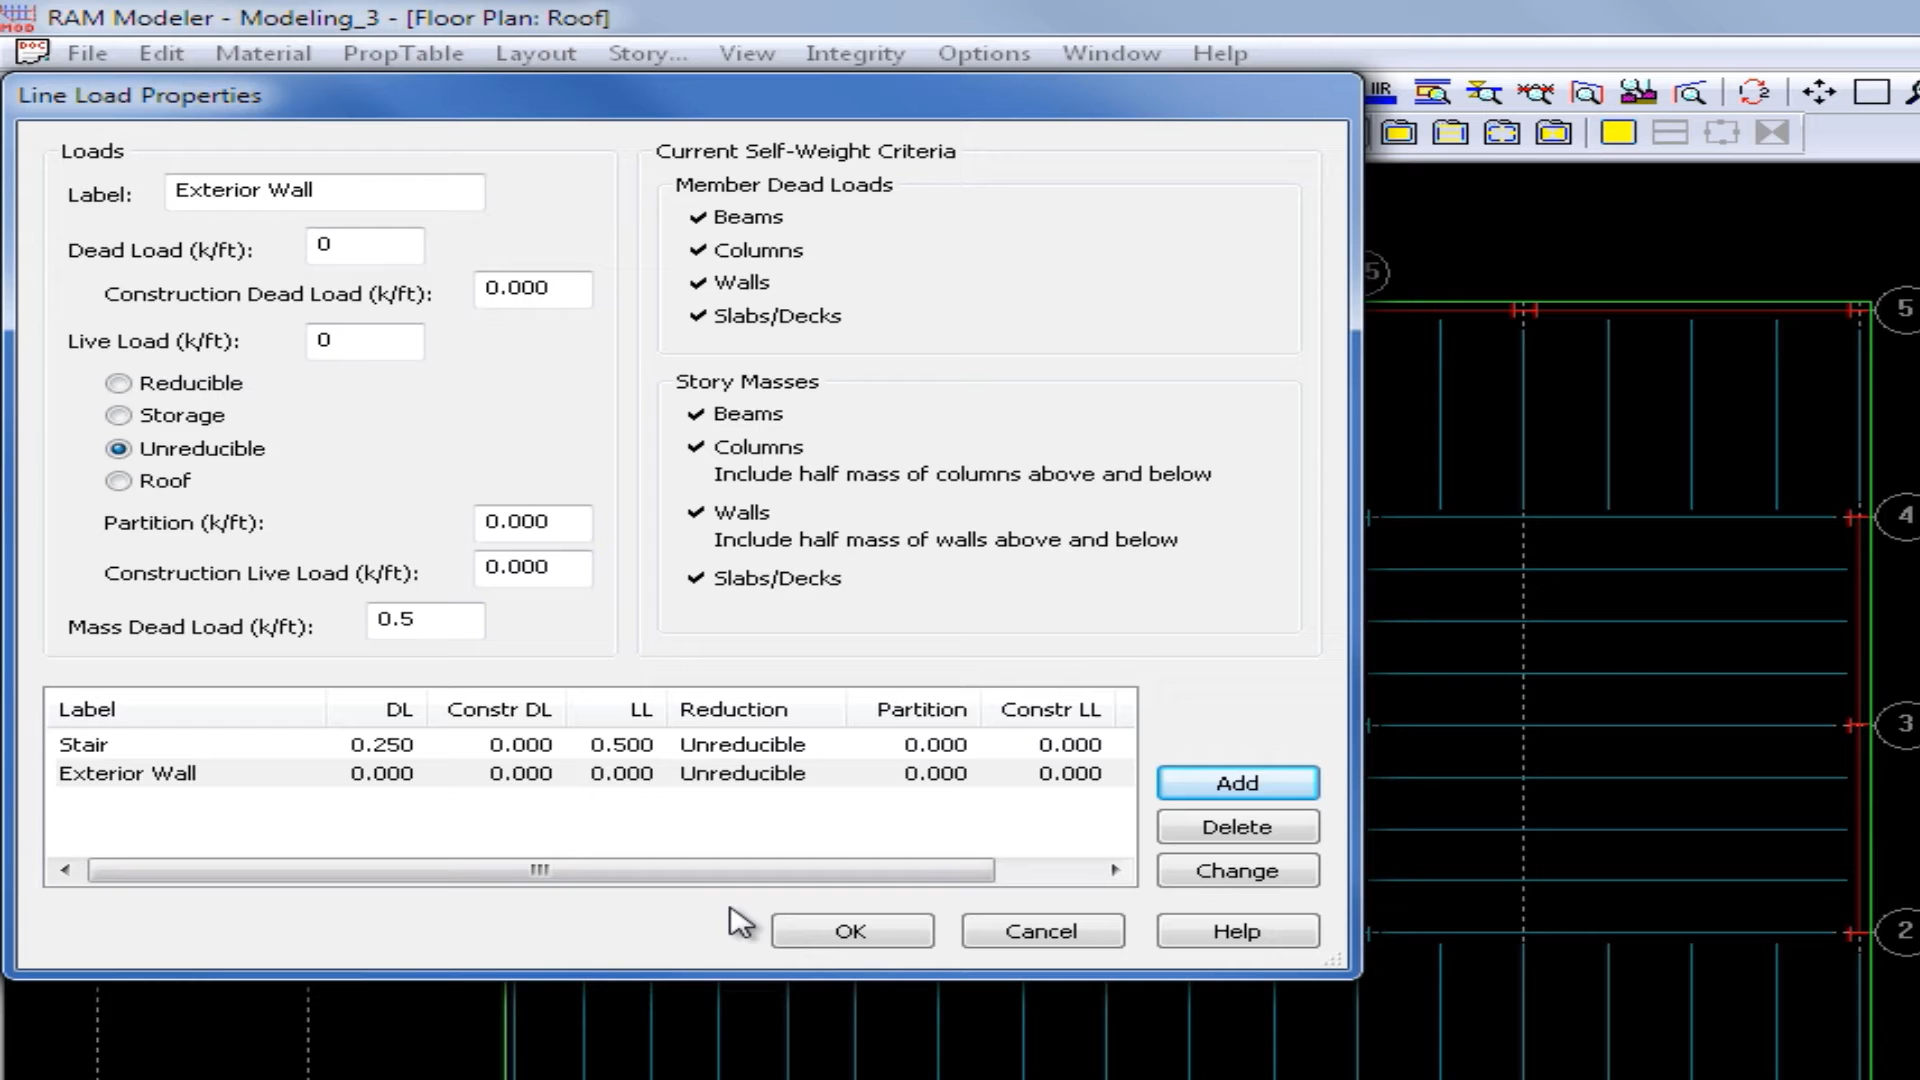 RAM Modeler - Modeling_3 - [Floor Plan: Roof]
File Edit Material PropTable Layout Story... View Integrity Options Window Help
Line Load Properties
Loads
Label: Exterior Wall
Dead Load (k/ft): 0
Construction Dead Load (k/ft): 0.000
Live Load (k/ft): 0
Reducible
Storage
Unreducible
Roof
Partition (k/ft): 0.000
Construction Live Load (k/ft): 0.000
Mass Dead Load (k/ft): 0.5
Current Self-Weight Criteria
Member Dead Loads
Beams
Columns
Walls
Slabs/Decks
Story Masses
Beams
Columns
Include half mass of columns above and below
Walls
Include half mass of walls above and below
Slabs/Decks
Label DL Constr DL LL Reduction Partition Constr LL
Stair 0.250 0.000 0.500 Unreducible 0.000 0.000
Exterior Wall 0.000 0.000 0.000 Unreducible 0.000 0.000
Add
Delete
Change
OK Cancel Help
5
4
3
2